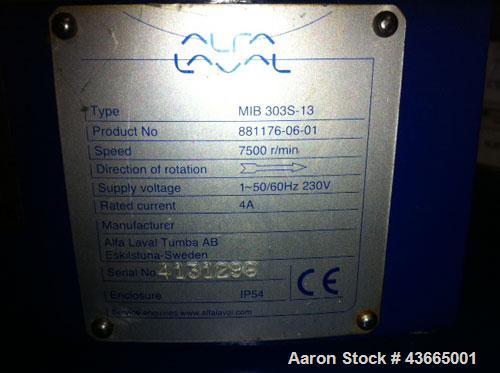 ALFA
LAVAL
Type MIB 303S-13
Product No 881176-06-01
Speed 7500 r/min
Direction of rotation
Supply voltage 1~50/60Hz 230V
Rated current 4A
Manufacturer
Alfa Laval Tumba AB
Eskilstuna-Sweden
Serial No 4131298
CE
Enclosure IP54
Service enquiries www.alfalaval.com
Aaron Stock # 43665001